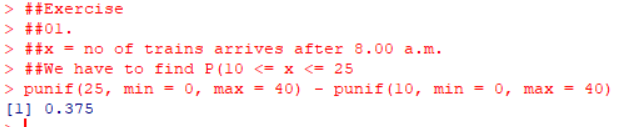 > ##Exercise
> ##01.
> ##x = no of trains arrives after 8.00 a.m.
> ##We have to find P(10 <= x <= 25
> punif(25, min = 0, max = 40) - punif(10, min = 0, max = 40)
[1] 0.375
>